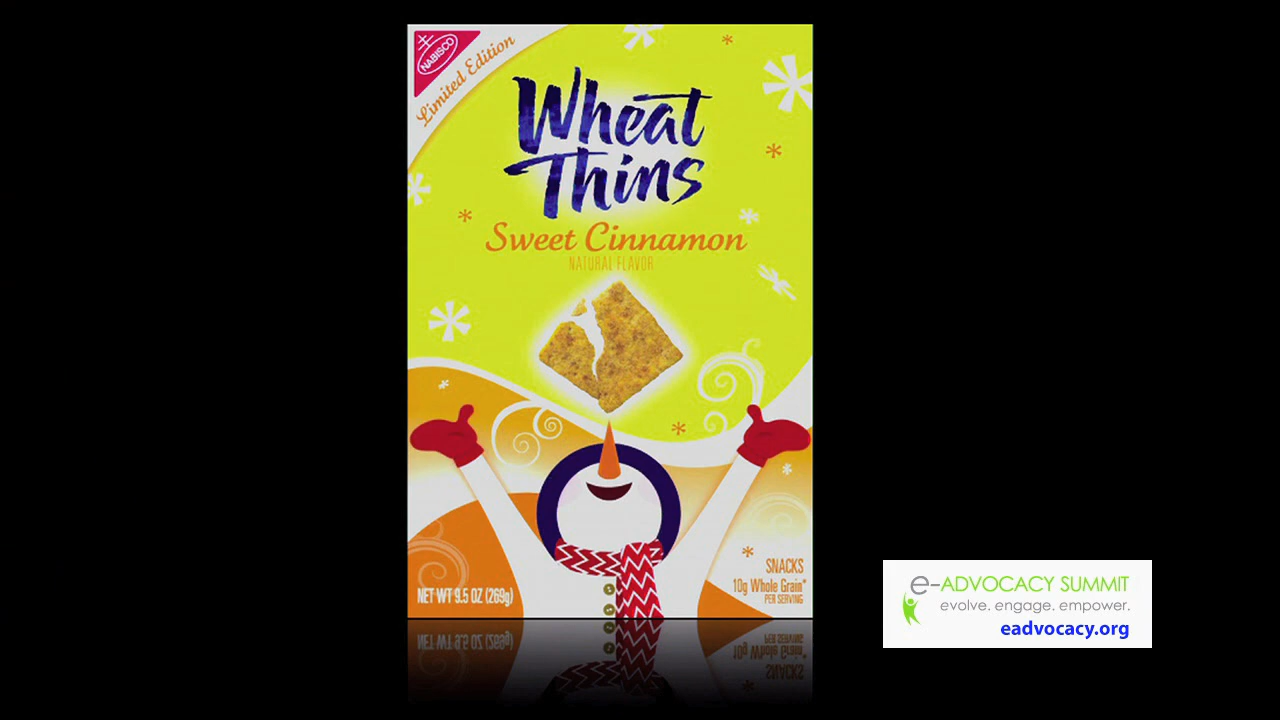 NABISCO
Limited Edition
Wheat
Thins
Sweet Cinnamon
NATURAL FLAVOR
NET WT 9.5 OZ (269g)
SNACKS
10g Whole Grain*
PER SERVING
e-ADVOCACY SUMMIT
evolve. engage. empower.
eadvocacy.org